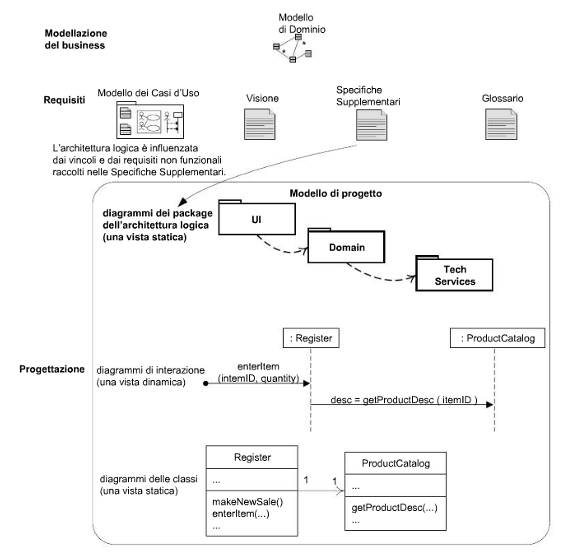 Modellazione
del business
Modello
di Dominio
Requisiti
Modello dei Casi d'Uso
Visione
Specifiche
Supplementari
Glossario
L'architettura logica è influenzata
dai vincoli e dai requisiti non funzionali
raccolti nelle Specifiche Supplementari.
Modello di progetto
diagrammi dei package
dell'architettura logica
(una vista statica)
UI
Domain
Tech
Services
Progettazione
diagrammi di interazione
(una vista dinamica)
: Register
: ProductCatalog
enterItem
(intemID, quantity)
desc = getProductDesc ( itemID )
diagrammi delle classi
(una vista statica)
Register
...
makeNewSale()
enterItem(...)
...
1
1
ProductCatalog
...
getProductDesc(...)
...